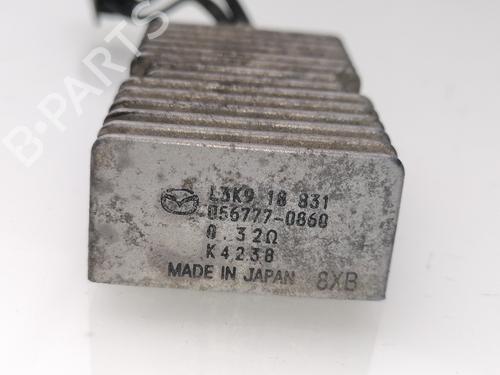 B-PARTS
L3K9 18 831
056777-0860
0.32Ω
K4238
MADE IN JAPAN 8XB